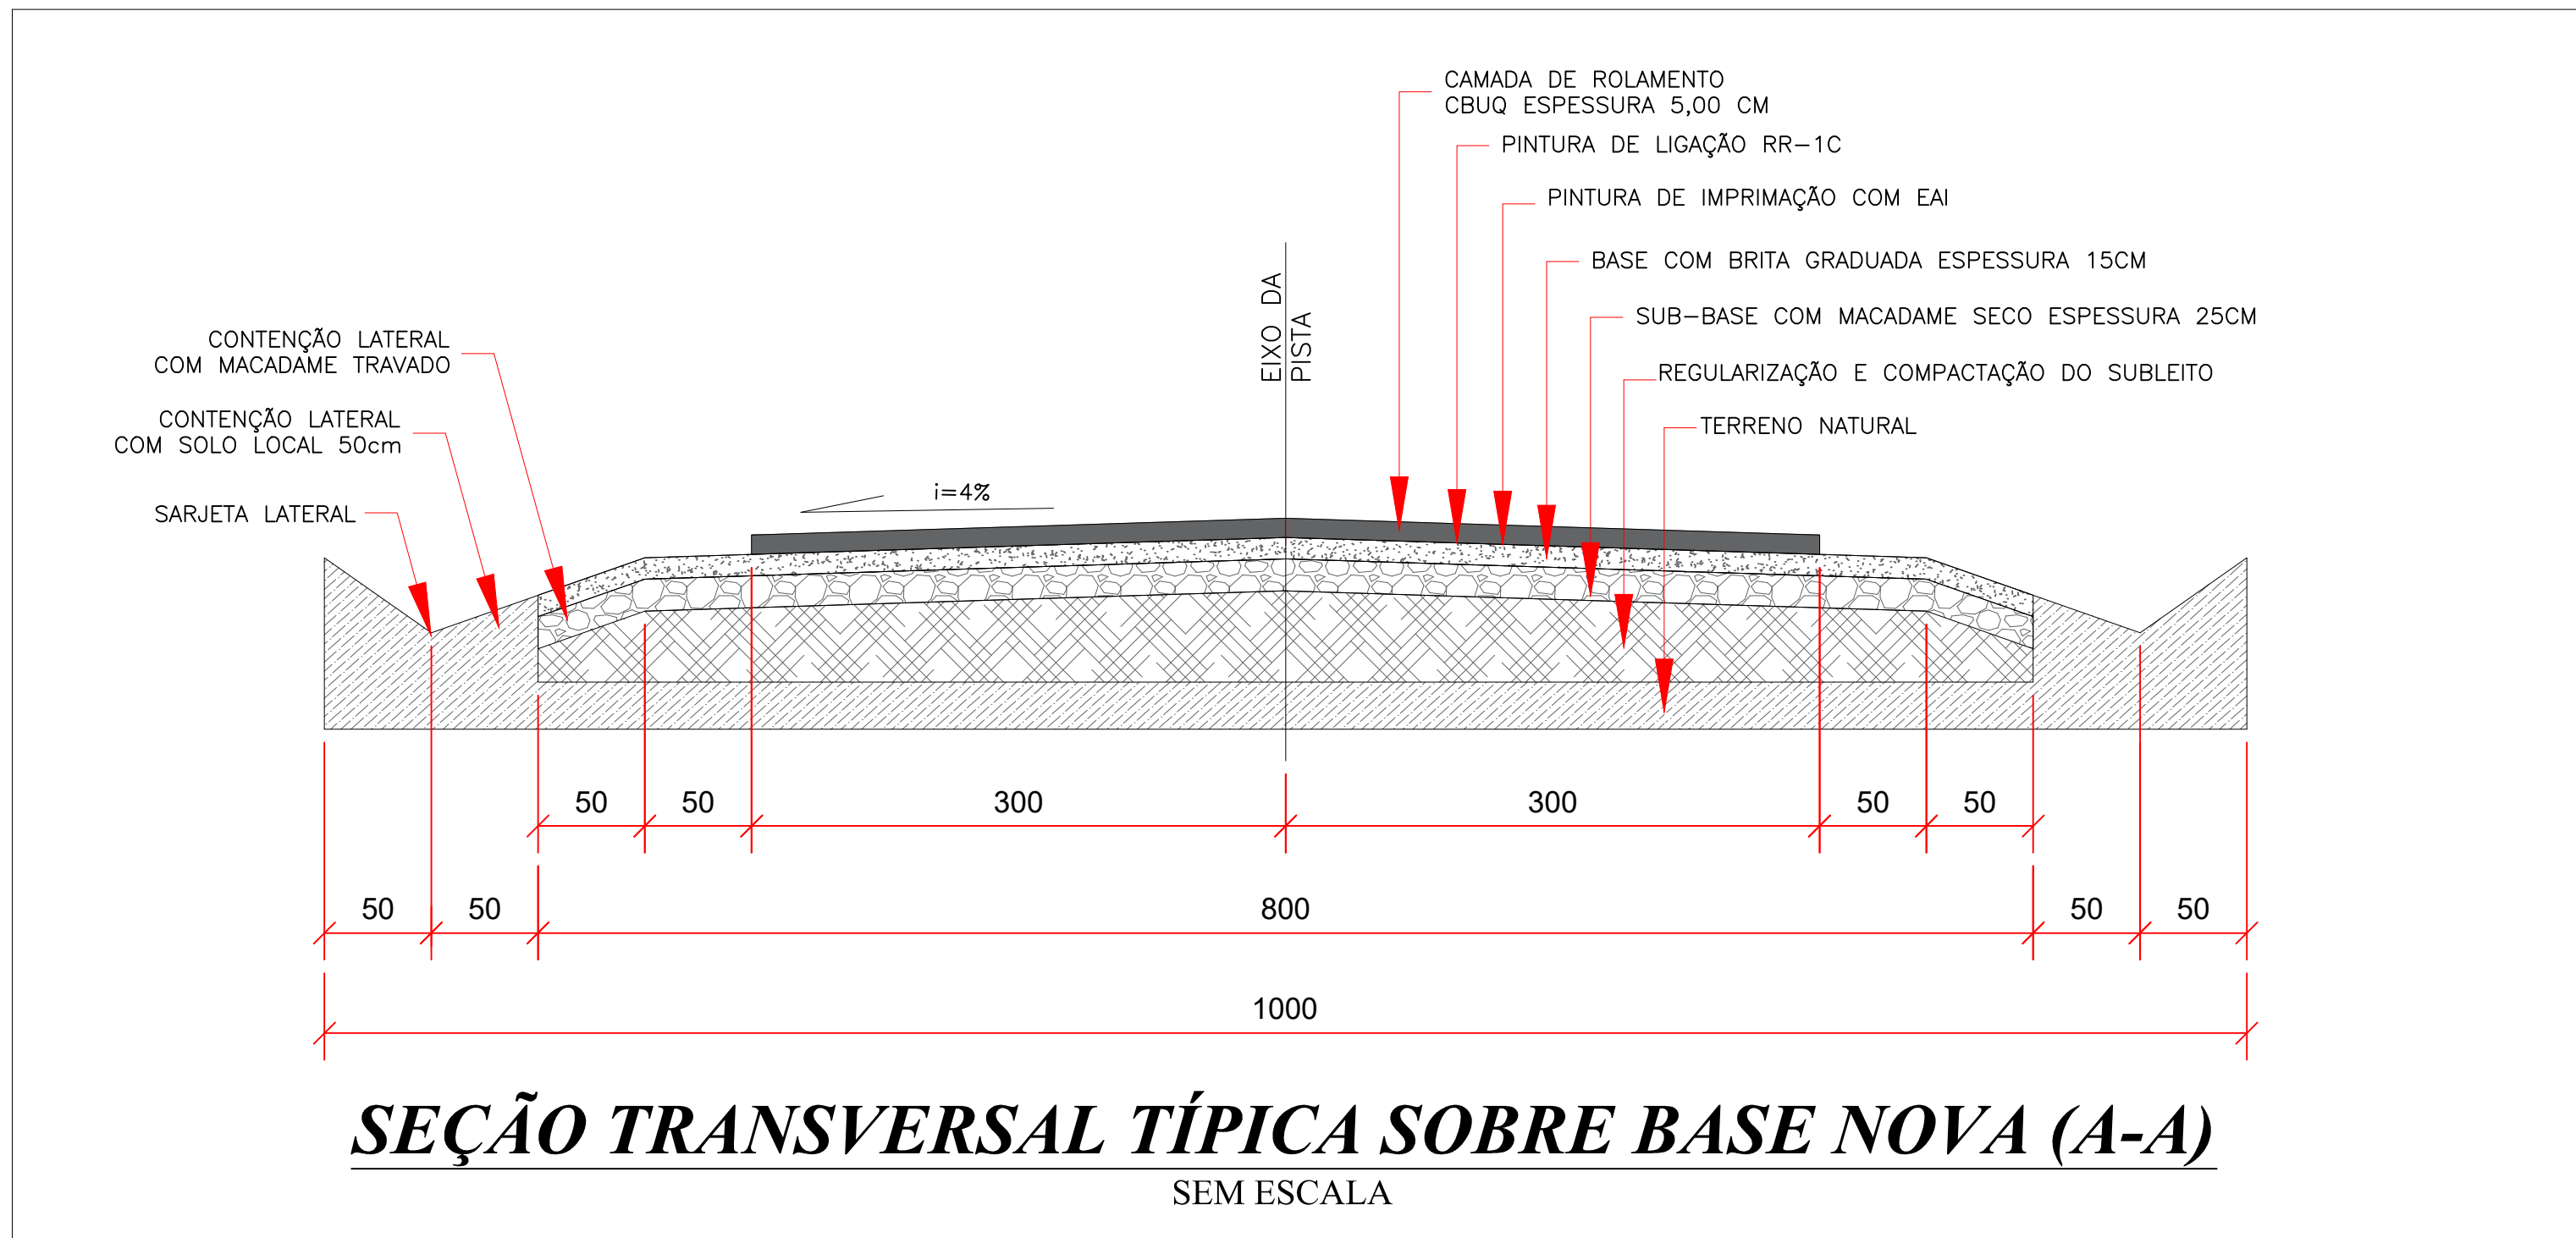 CAMADA DE ROLAMENTO
CBUQ ESPESSURA 5,00 CM
PINTURA DE LIGAÇÃO RR-1C
PINTURA DE IMPRIMAÇÃO COM EAI
BASE COM BRITA GRADUADA ESPESSURA 15CM
SUB-BASE COM MACADAME SECO ESPESSURA 25CM
REGULARIZAÇÃO E COMPACTAÇÃO DO SUBLEITO
TERRENO NATURAL
EIXO DA
PISTA
CONTENÇÃO LATERAL
COM MACADAME TRAVADO
CONTENÇÃO LATERAL
COM SOLO LOCAL 50cm
SARJETA LATERAL
i=4%
50 50 300 300 50 50
50 50 800 50 50
1000
SEÇÃO TRANSVERSAL TÍPICA SOBRE BASE NOVA (A-A)
SEM ESCALA